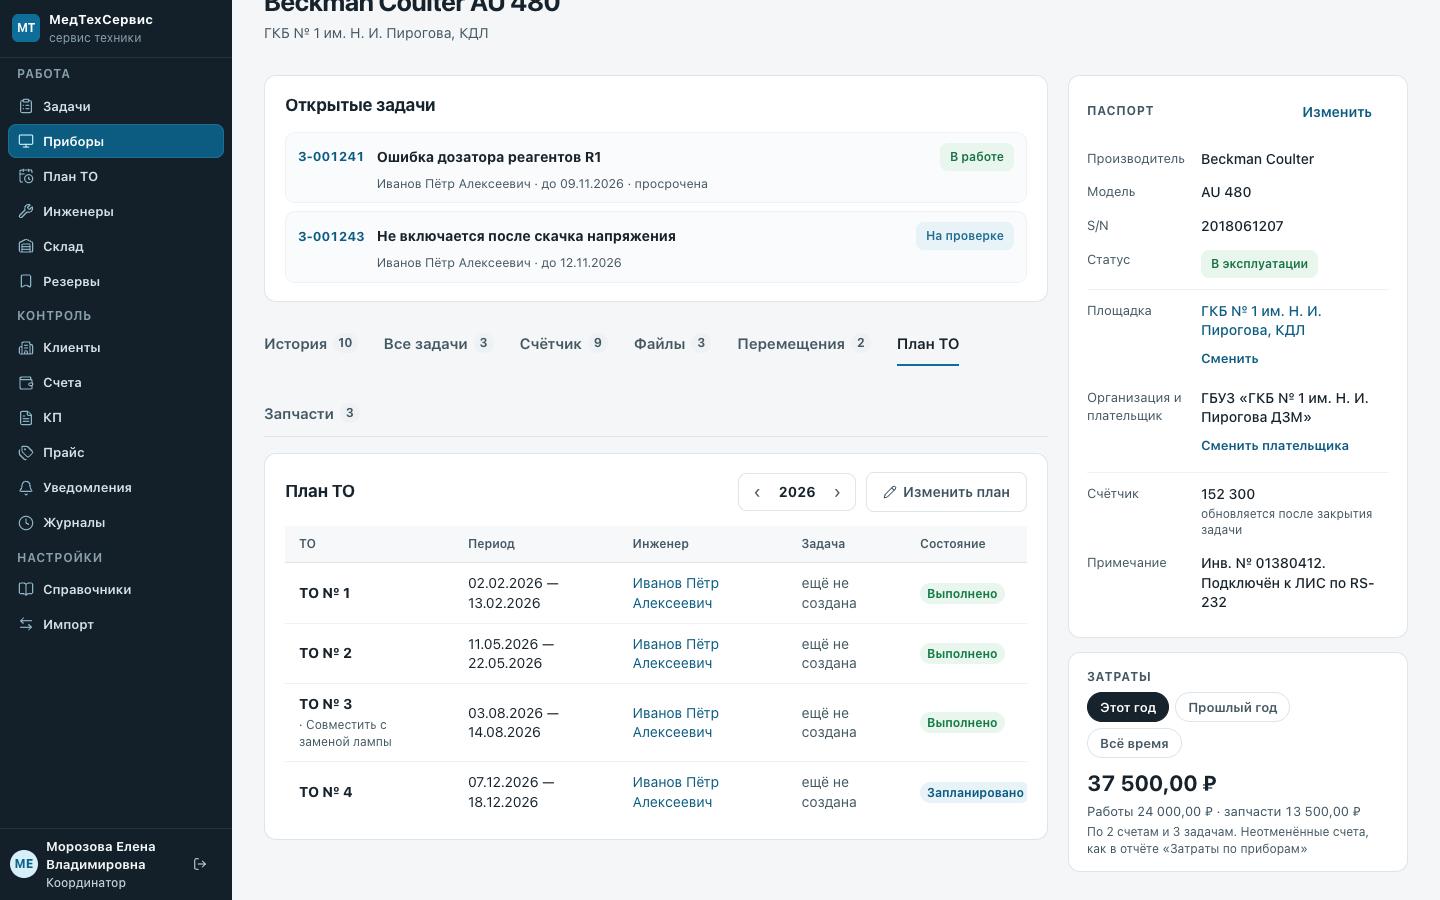 МТ
МедТехСервис
сервис техники
РАБОТА
Задачи
Приборы
План ТО
Инженеры
Склад
Резервы
КОНТРОЛЬ
Клиенты
Счета
КП
Прайс
Уведомления
Журналы
НАСТРОЙКИ
Справочники
Импорт
МЕ
Морозова Елена
Владимировна
Координатор
Beckman Coulter AU 480
ГКБ № 1 им. Н. И. Пирогова, КДЛ
Открытые задачи
З-001241 Ошибка дозатора реагентов R1 В работе
Иванов Пётр Алексеевич · до 09.11.2026 · просрочена
З-001243 Не включается после скачка напряжения На проверке
Иванов Пётр Алексеевич · до 12.11.2026
История 10 Все задачи 3 Счётчик 9 Файлы 3 Перемещения 2 План ТО
Запчасти 3
План ТО ‹ 2026 › Изменить план
ТО Период Инженер Задача Состояние
ТО № 1 02.02.2026 — 13.02.2026 Иванов Пётр Алексеевич ещё не создана Выполнено
ТО № 2 11.05.2026 — 22.05.2026 Иванов Пётр Алексеевич ещё не создана Выполнено
ТО № 3 · Совместить с заменой лампы 03.08.2026 — 14.08.2026 Иванов Пётр Алексеевич ещё не создана Выполнено
ТО № 4 07.12.2026 — 18.12.2026 Иванов Пётр Алексеевич ещё не создана Запланировано
ПАСПОРТ Изменить
Производитель Beckman Coulter
Модель AU 480
S/N 2018061207
Статус В эксплуатации
Площадка ГКБ № 1 им. Н. И.
Пирогова, КДЛ
Сменить
Организация и плательщик ГБУЗ «ГКБ № 1 им. Н. И.
Пирогова ДЗМ»
Сменить плательщика
Счётчик 152 300
обновляется после закрытия
задачи
Примечание Инв. № 01380412.
Подключён к ЛИС по RS-
232
ЗАТРАТЫ
Этот год Прошлый год
Всё время
37 500,00 ₽
Работы 24 000,00 ₽ · запчасти 13 500,00 ₽
По 2 счетам и 3 задачам. Неотменённые счета,
как в отчёте «Затраты по приборам»